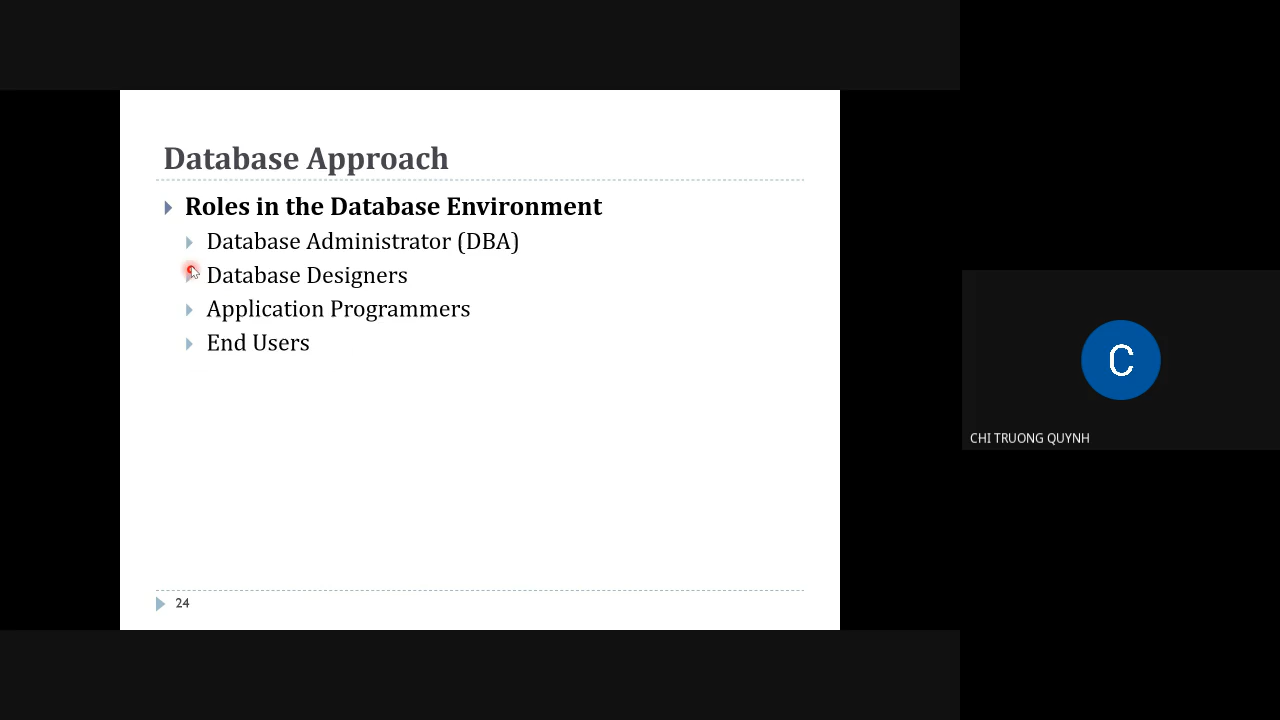 Database Approach
Roles in the Database Environment
Database Administrator (DBA)
Database Designers
Application Programmers
End Users
24
C
CHI TRUONG QUYNH